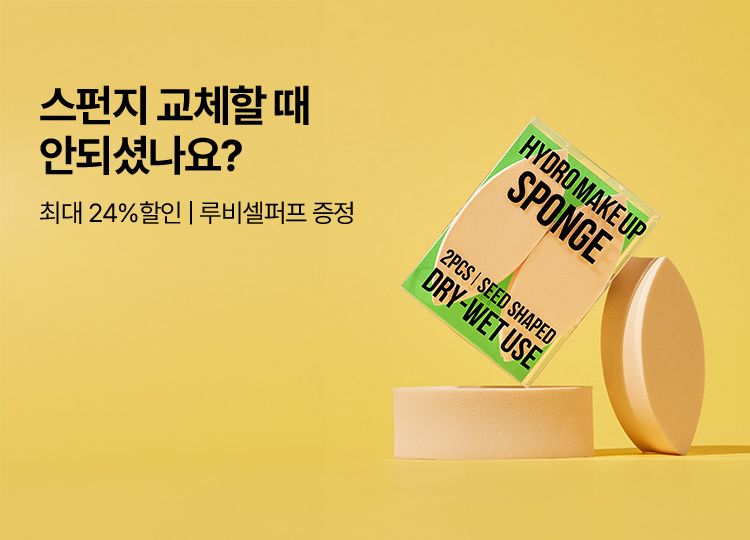 스펀지 교체할 때
안되셨나요?
최대 24%할인 | 루비셀퍼프 증정
HYDRO MAKE UP
SPONGE
2PCS | SEED SHAPED
DRY-WET USE